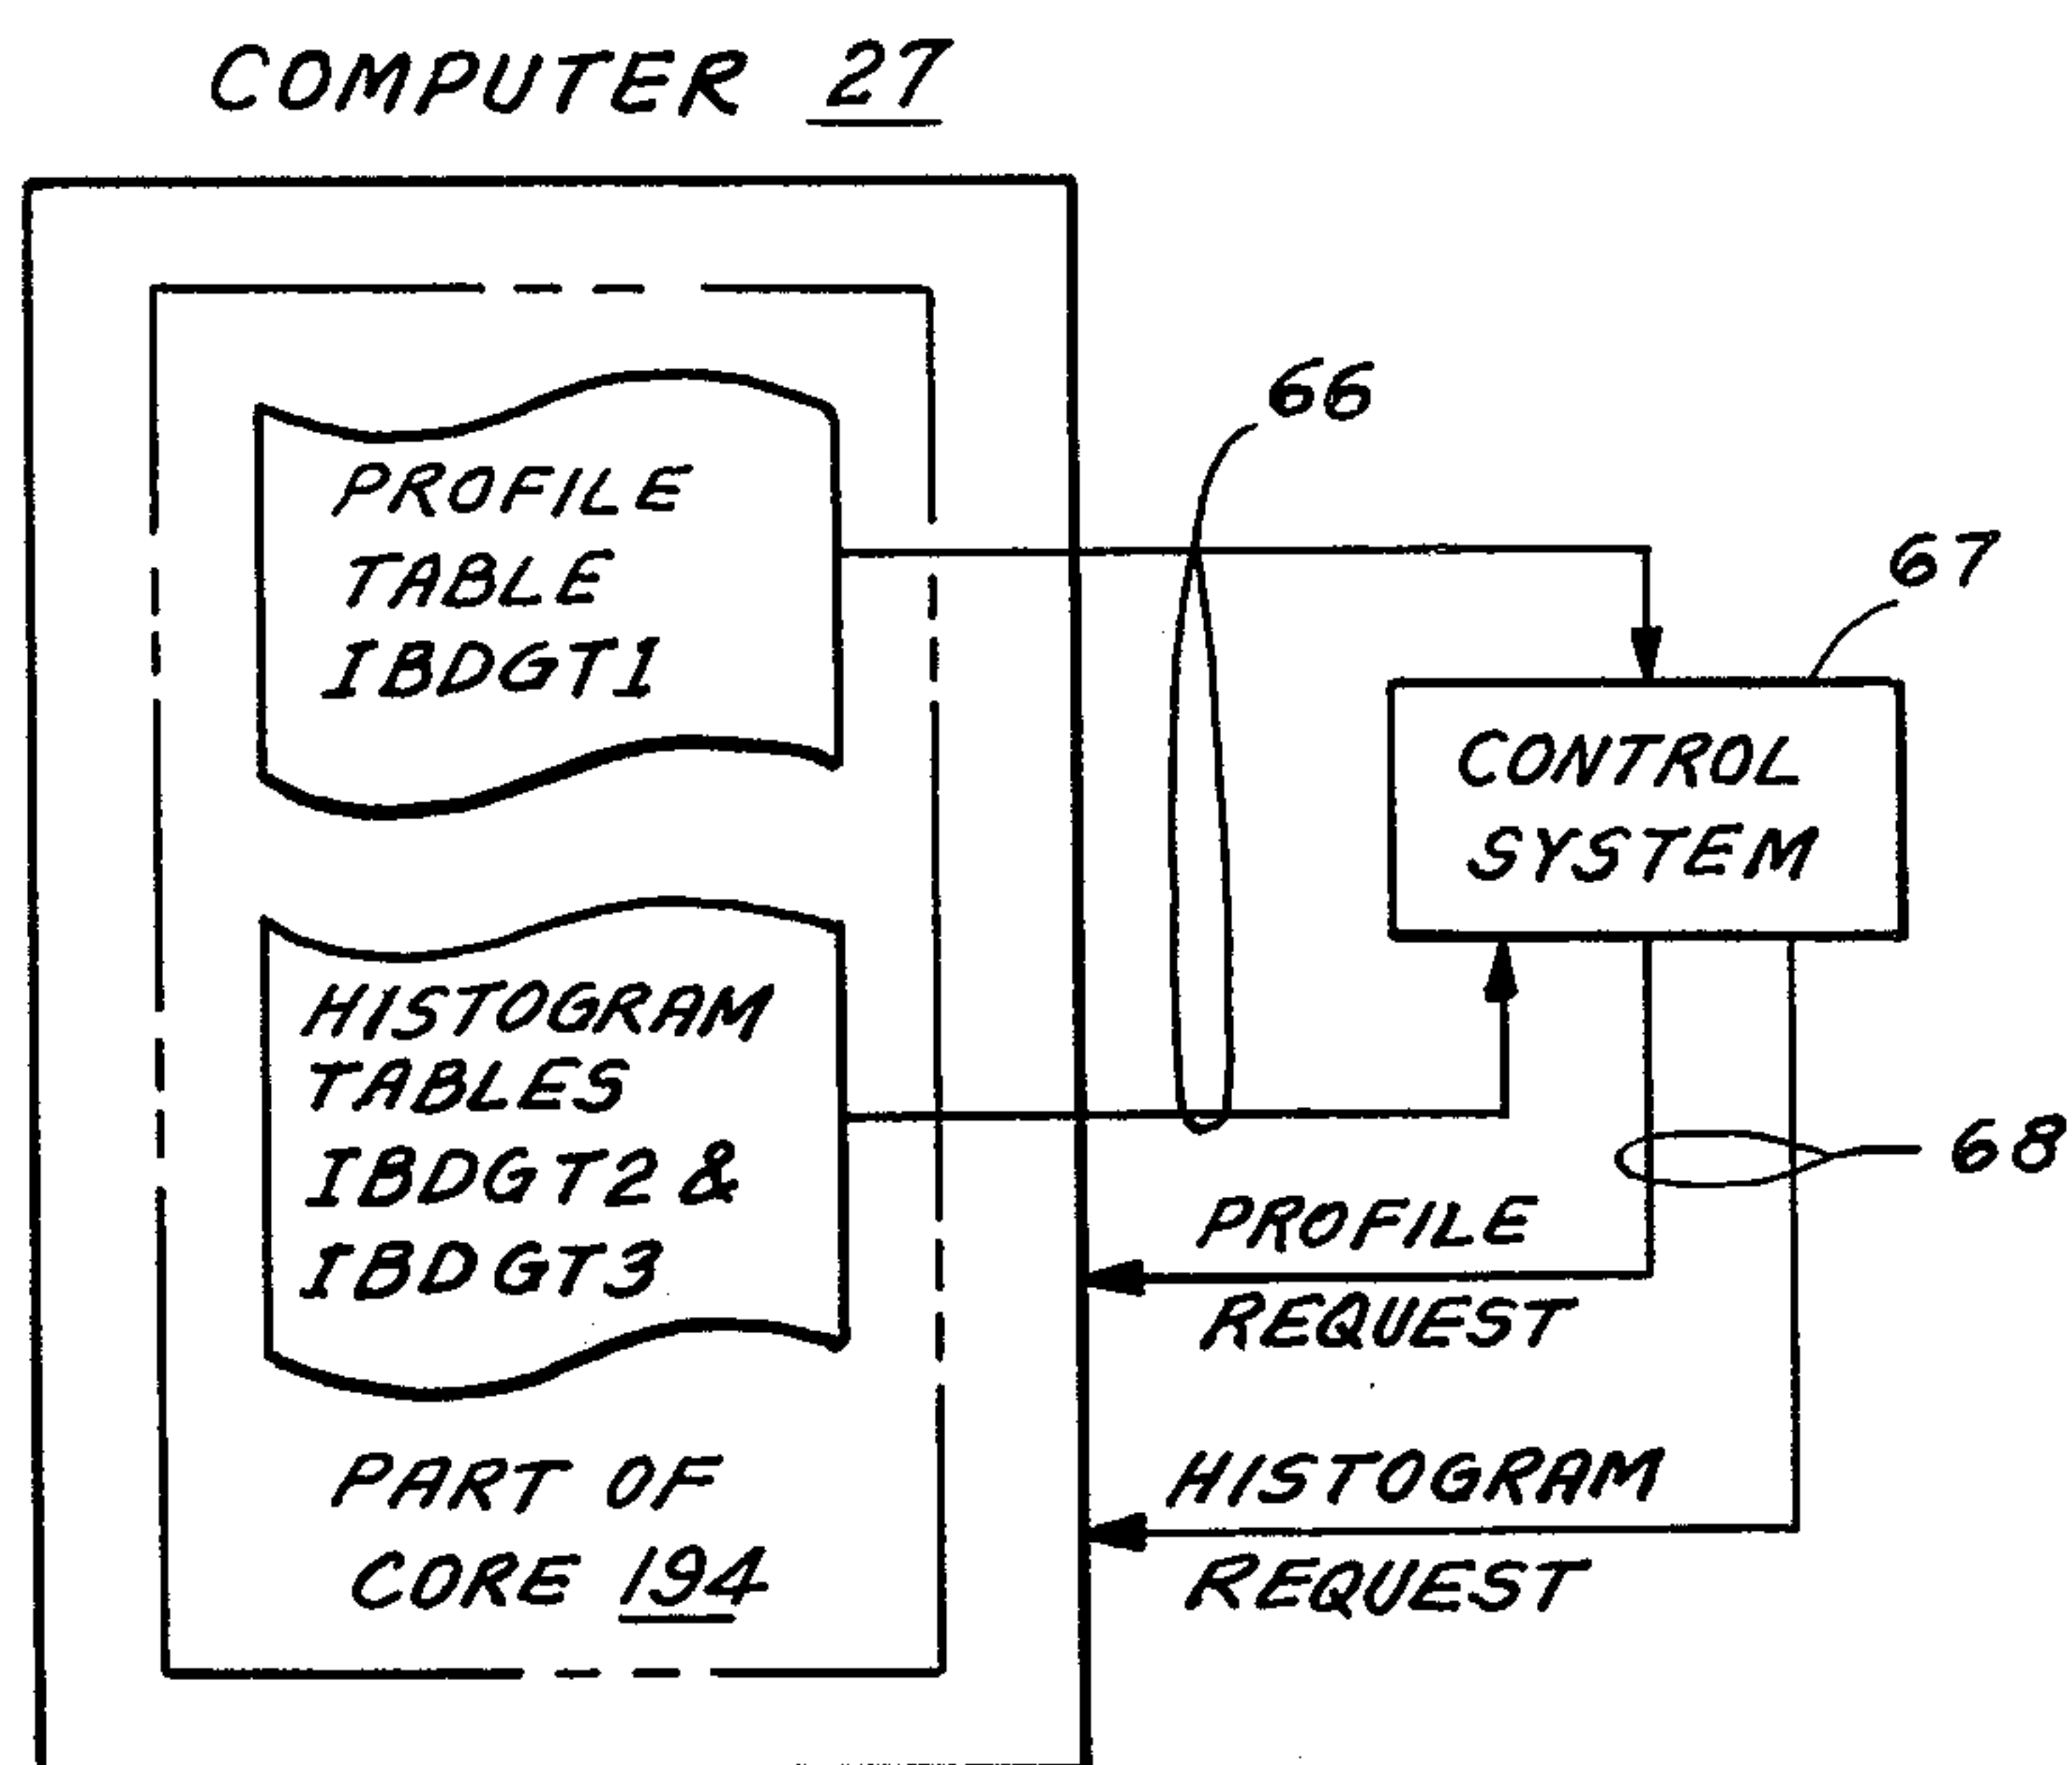 COMPUTER 27
PROFILE
TABLE
IBDGT1
HISTOGRAM
TABLES
IBDGT2 &
IBDGT3
PART OF
CORE 194
66
67
CONTROL
SYSTEM
68
PROFILE
REQUEST
HISTOGRAM
REQUEST